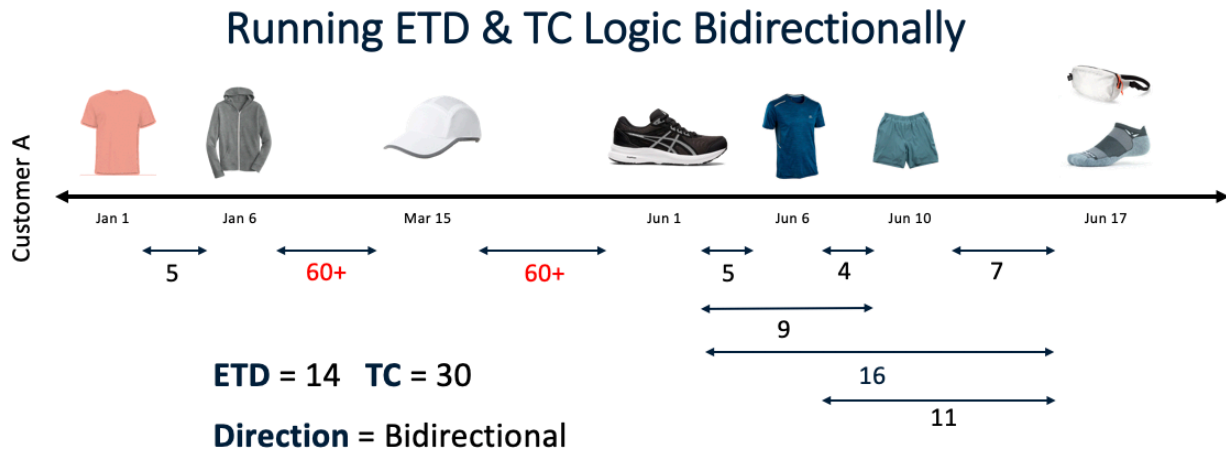 Running ETD & TC Logic Bidirectionally
Customer A
Jan 1 Jan 6 Mar 15 Jun 1 Jun 6 Jun 10 Jun 17
5 60+ 60+ 5 4 7
9
16
11
ETD = 14 TC = 30
Direction = Bidirectional